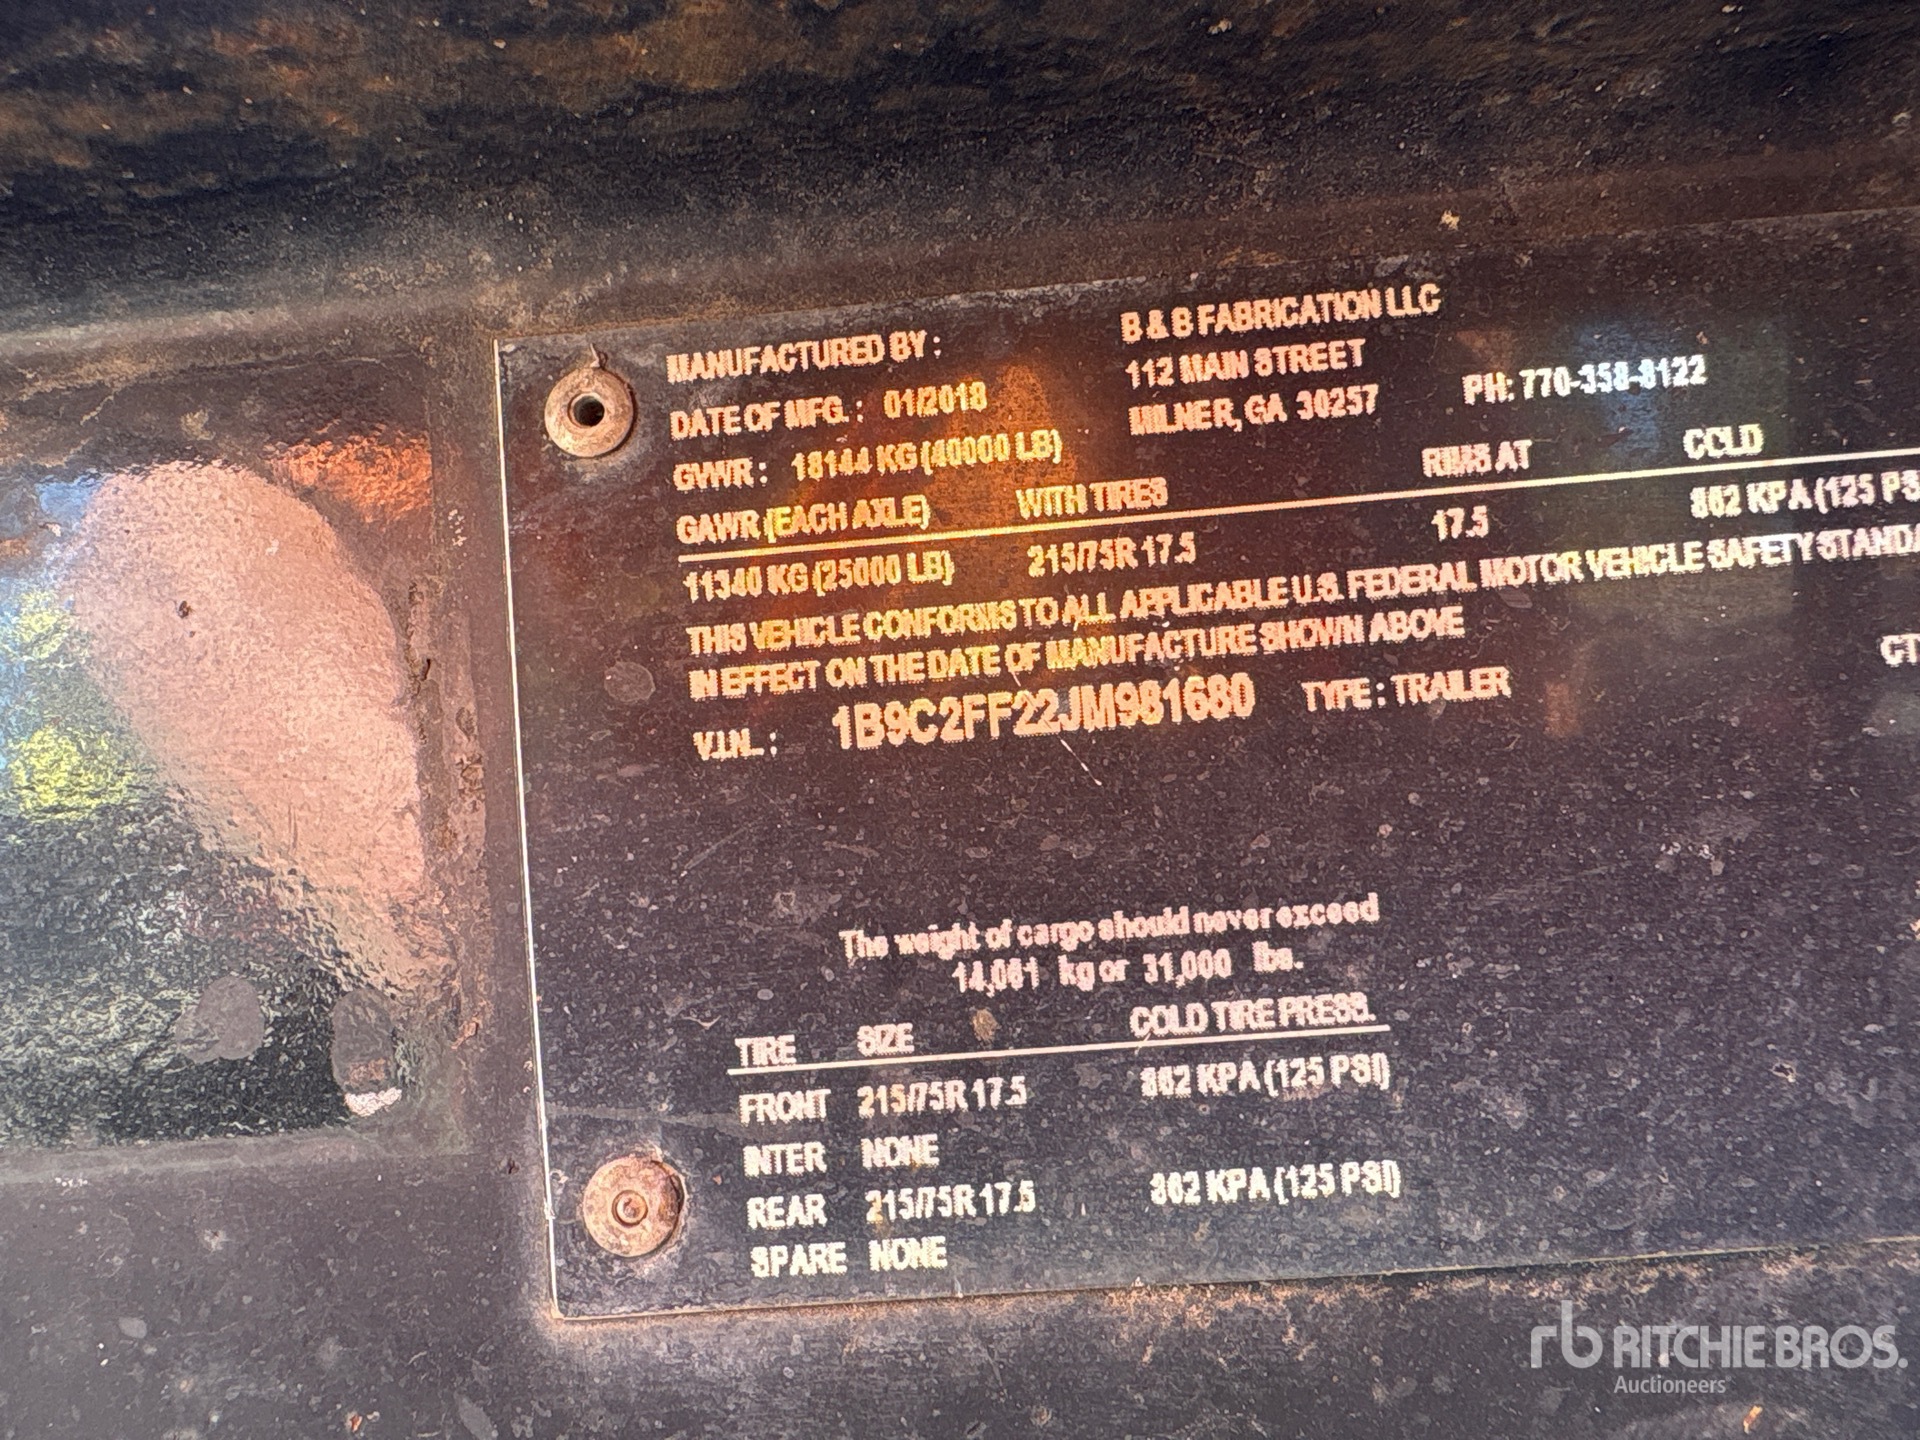 MANUFACTURED BY : B & B FABRICATION LLC
112 MAIN STREET
DATE OF MFG. : 01/2018 MILNER, GA 30257 PH: 770-358-8122
GVWR : 18144 KG (40000 LB)
GAWR (EACH AXLE) WITH TIRES RIMS AT COLD
11340 KG (25000 LB) 215/75R 17.5 17.5 862 KPA (125 PS
THIS VEHICLE CONFORMS TO ALL APPLICABLE U.S. FEDERAL MOTOR VEHICLE SAFETY STANDA
IN EFFECT ON THE DATE OF MANUFACTURE SHOWN ABOVE
V.I.N. : 1B9C2FF22JM981680 TYPE : TRAILER CT
The weight of cargo should never exceed
14,061 kg or 31,000 lbs.
TIRE SIZE COLD TIRE PRESS.
FRONT 215/75R 17.5 862 KPA (125 PSI)
INTER NONE
REAR 215/75R 17.5 862 KPA (125 PSI)
SPARE NONE
rb RITCHIE BROS.
Auctioneers